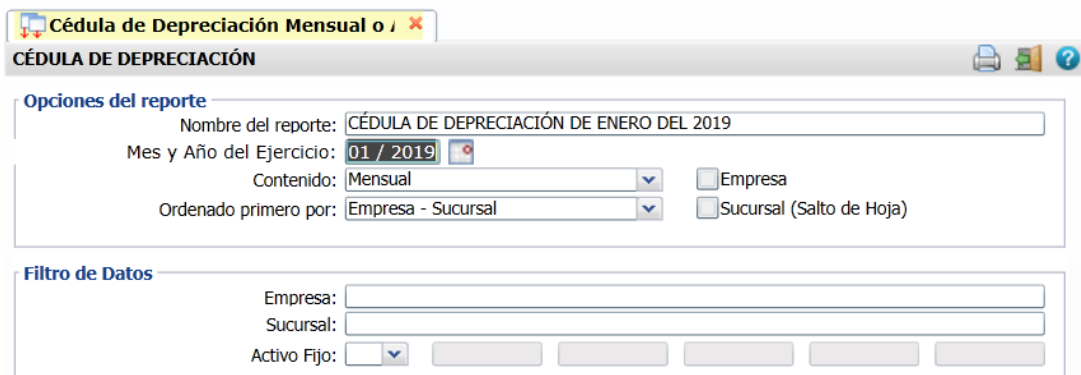 Cédula de Depreciación Mensual o
CÉDULA DE DEPRECIACIÓN
Opciones del reporte
Nombre del reporte: CÉDULA DE DEPRECIACIÓN DE ENERO DEL 2019
Mes y Año del Ejercicio: 01 / 2019
Contenido: Mensual Empresa
Ordenado primero por: Empresa - Sucursal Sucursal (Salto de Hoja)
Filtro de Datos
Empresa:
Sucursal:
Activo Fijo: